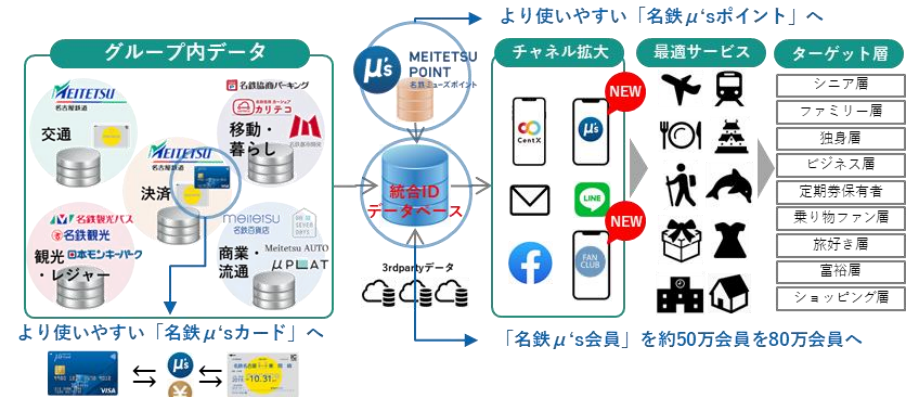 より使いやすい「名鉄μ‘sポイント」へ
グループ内データ
μ's
MEITETSU
POINT
名鉄ミューズポイント
チャネル拡大
最適サービス
ターゲット層
MEITETSU
名古屋鉄道
交通
名鉄協商パーキング
カリテコ
移動・
暮らし
MEITETSU
名古屋鉄道
決済
名鉄観光バス
名鉄観光
日本モンキーパーク
観光
・レジャー
meitetsu
名鉄百貨店
商業・
流通
Meitetsu AUTO
μPLAT
統合ID
データベース
3rdpartyデータ
NEW
CentX
μ's
LINE
NEW
FAN
CLUB
シニア層
ファミリー層
独身層
ビジネス層
定期券保有者
乗り物ファン層
旅好き層
富裕層
ショッピング層
より使いやすい「名鉄μ‘sカード」へ
「名鉄μ‘s会員」を約50万会員を80万会員へ
VISA
μ's
¥
-10.31